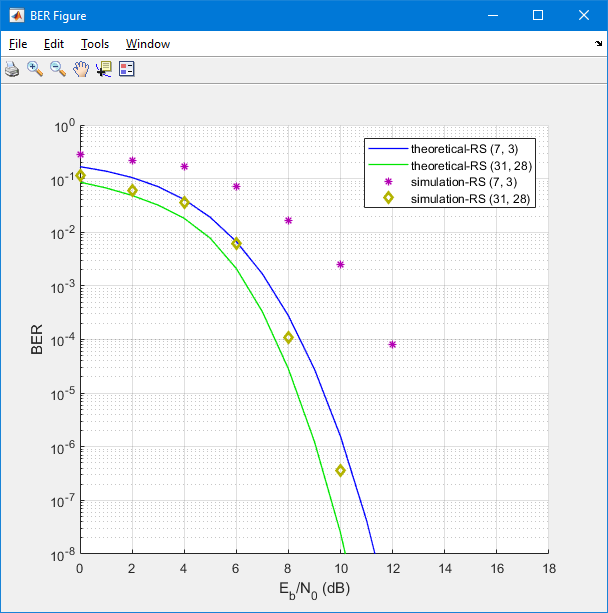 BER Figure
File Edit Tools Window
10^0
10^-1
10^-2
10^-3
10^-4
10^-5
10^-6
10^-7
10^-8
BER
theoretical-RS (7, 3)
theoretical-RS (31, 28)
simulation-RS (7, 3)
simulation-RS (31, 28)
0 2 4 6 8 10 12 14 16 18
E_b/N_0 (dB)